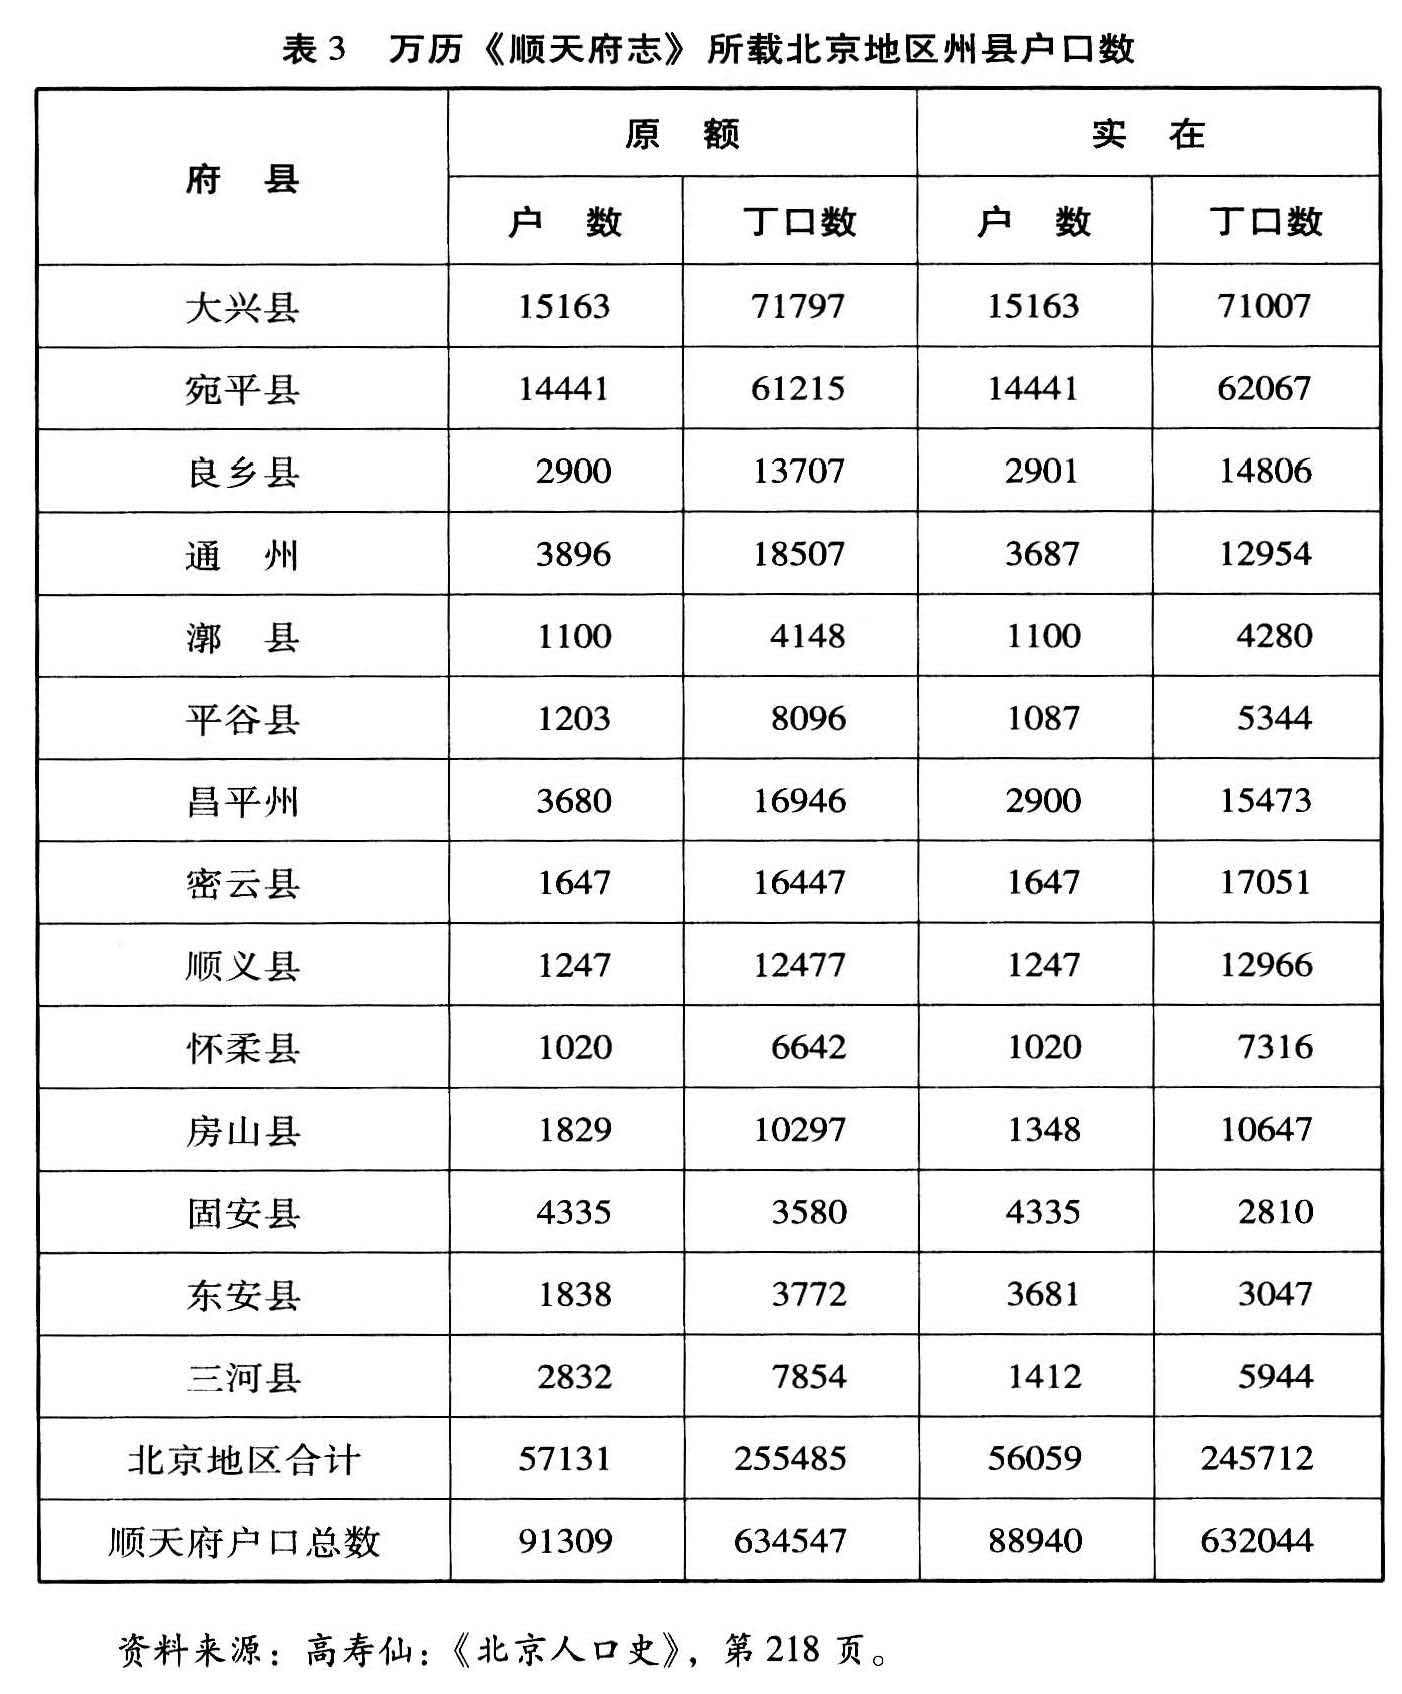 表3 万历《顺天府志》所载北京地区州县户口数
府 县 原 额 实 在
户 数 丁口数 户 数 丁口数
大兴县 15163 71797 15163 71007
宛平县 14441 61215 14441 62067
良乡县 2900 13707 2901 14806
通 州 3896 18507 3687 12954
漷 县 1100 4148 1100 4280
平谷县 1203 8096 1087 5344
昌平州 3680 16946 2900 15473
密云县 1647 16447 1647 17051
顺义县 1247 12477 1247 12966
怀柔县 1020 6642 1020 7316
房山县 1829 10297 1348 10647
固安县 4335 3580 4335 2810
东安县 1838 3772 3681 3047
三河县 2832 7854 1412 5944
北京地区合计 57131 255485 56059 245712
顺天府户口总数 91309 634547 88940 632044
资料来源：高寿仙：《北京人口史》，第218页。